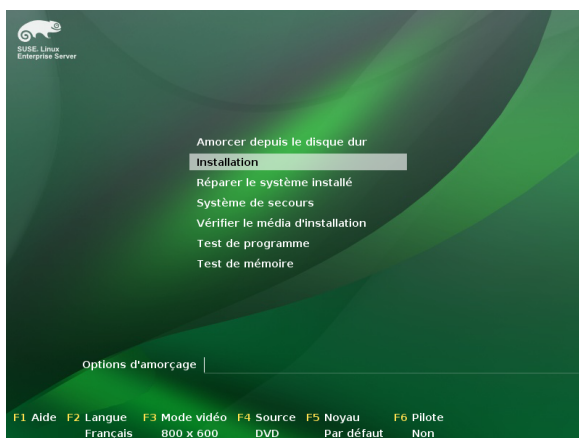 SUSE. Linux
Enterprise Server
Amorcer depuis le disque dur
Installation
Réparer le système installé
Système de secours
Vérifier le média d'installation
Test de programme
Test de mémoire
Options d'amorçage
F1 Aide F2 Langue F3 Mode vidéo F4 Source F5 Noyau F6 Pilote
Français 800 x 600 DVD Par défaut Non